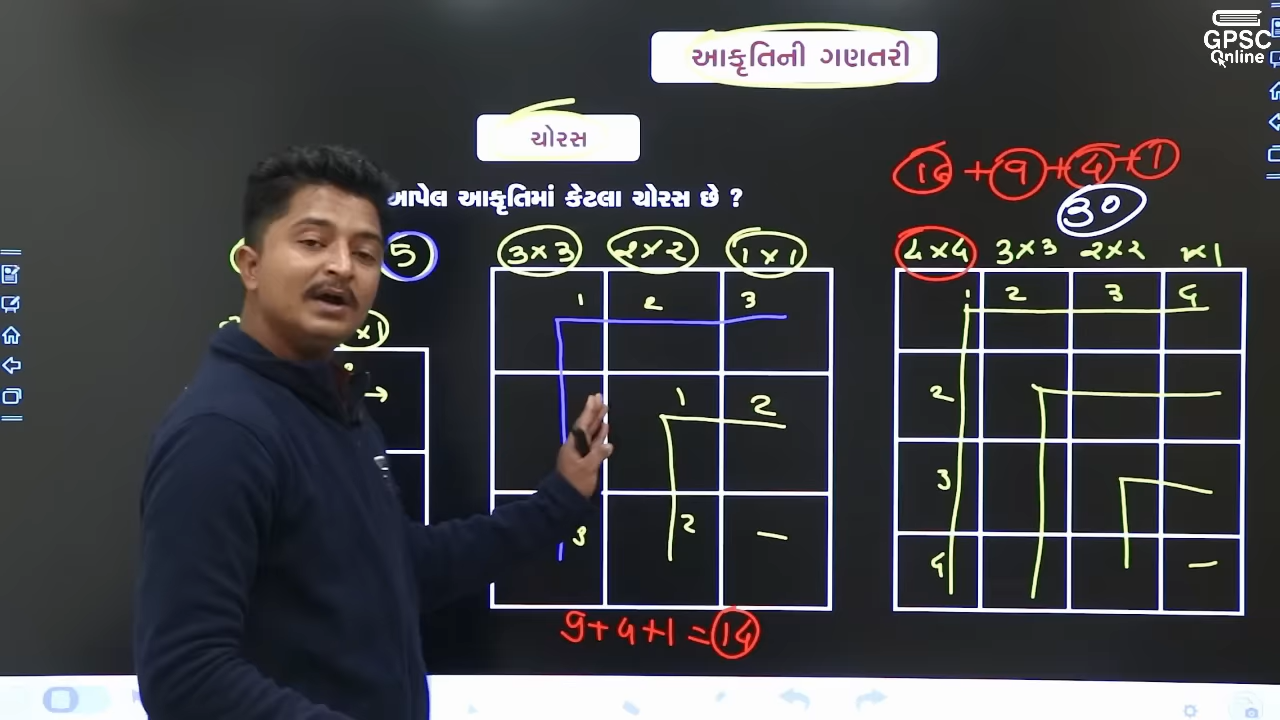 GPSC
Online
આકૃતિની ગણતરી
ચોરસ
આપેલ આકૃતિમાં કેટલા ચોરસ છે ?
16 + 9 + 4 + 1
30
5
3×3 2×2 1×1
4×4 3×3 2×2 1×1
×1
1 2 3
1 2 3 4
1 2
2
3
3 2 –
4 –
9+4+1 = 14